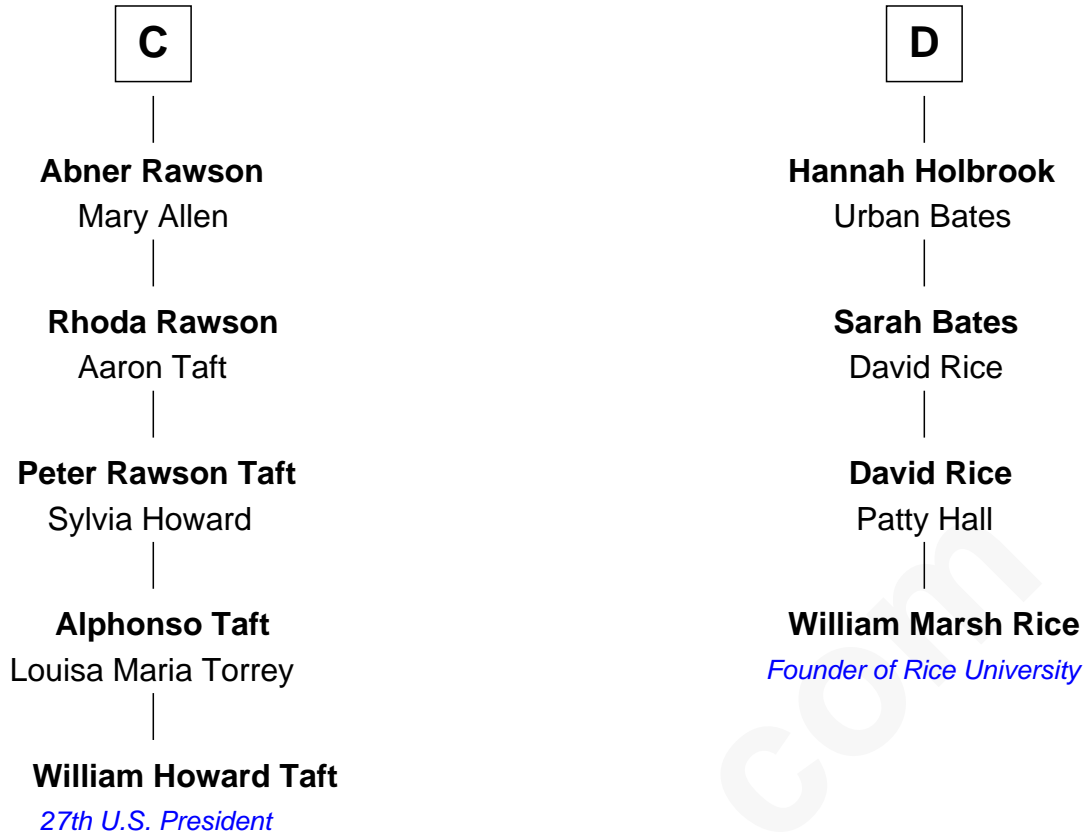 C
Abner Rawson
Mary Allen
Rhoda Rawson
Aaron Taft
Peter Rawson Taft
Sylvia Howard
Alphonso Taft
Louisa Maria Torrey
William Howard Taft
27th U.S. President
D
Hannah Holbrook
Urban Bates
Sarah Bates
David Rice
David Rice
Patty Hall
William Marsh Rice
Founder of Rice University
com